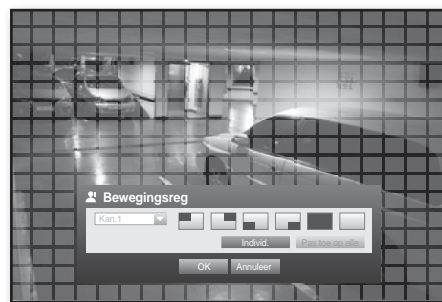 Bewegingsreg
Kan.1
Individ. Pas toe op alle
OK Annuleer